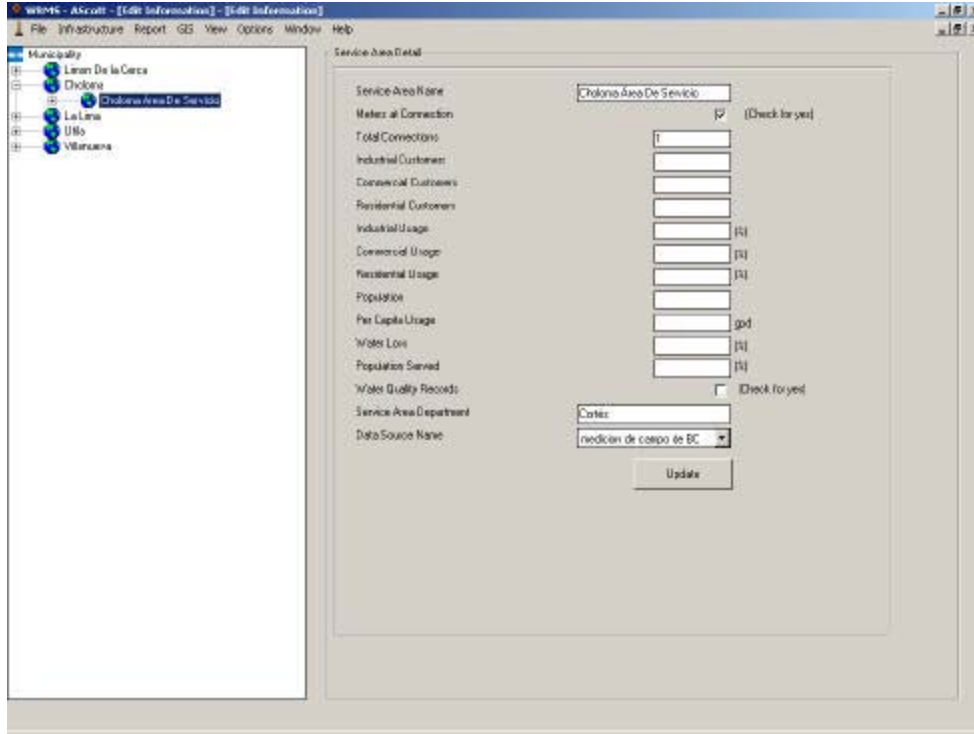 WRMS - AScott - [Edit Information] - [Edit Information]
File Infrastructure Report GIS View Options Window Help
Municipality
Limon De la Cerca
Choloma
Choloma Área De Servicio
La Lima
Utila
Villanueva
Service Area Detail
Service Area Name
Choloma Área De Servicio
Meters at Connection
(Check for yes)
Total Connections
1
Industrial Customers
Commercial Customers
Residential Customers
Industrial Usage
(%)
Commercial Usage
(%)
Residential Usage
(%)
Population
Per Capita Usage
gpd
Water Loss
(%)
Population Served
(%)
Water Quality Records
(Check for yes)
Service Area Department
Cortés
Data Source Name
medicion de campo de BC
Update